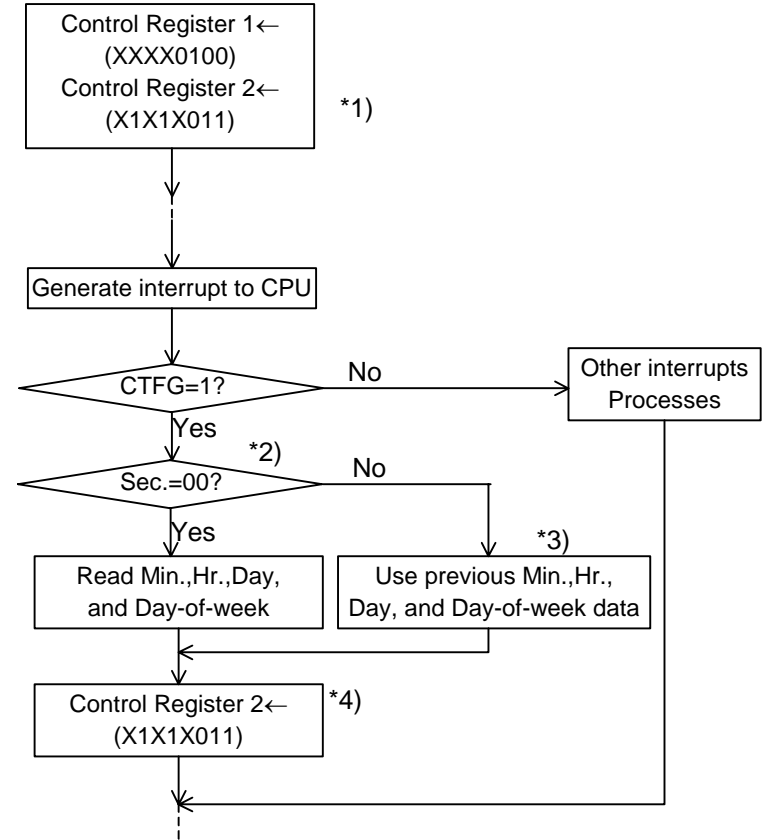 Control Register 1←
(XXXX0100)
Control Register 2←
(X1X1X011)
*1)
Generate interrupt to CPU
CTFG=1?
No
Other interrupts
Processes
Yes
*2)
Sec.=00?
No
Yes
*3)
Read Min.,Hr.,Day,
and Day-of-week
Use previous Min.,Hr.,
Day, and Day-of-week data
Control Register 2←
(X1X1X011)
*4)